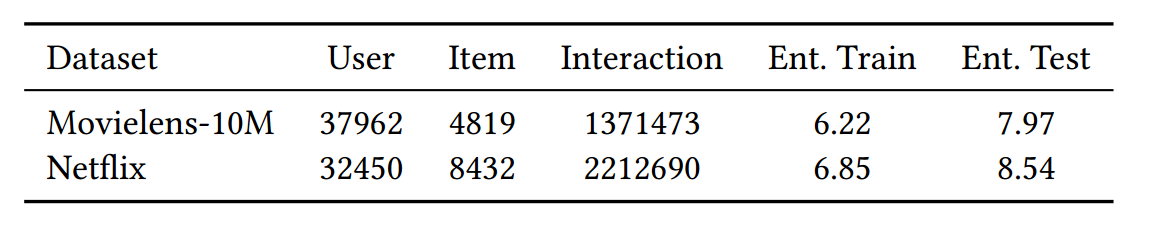 Dataset User Item Interaction Ent. Train Ent. Test
Movielens-10M 37962 4819 1371473 6.22 7.97
Netflix 32450 8432 2212690 6.85 8.54